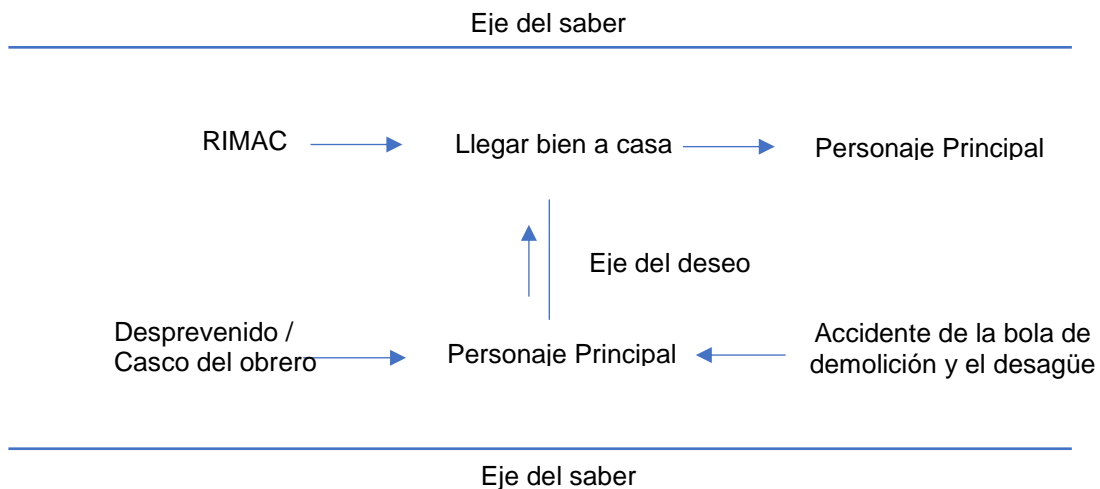 Eje del saber
RIMAC
Llegar bien a casa
Personaje Principal
Eje del deseo
Desprevenido /
Casco del obrero
Personaje Principal
Accidente de la bola de
demolición y el desagüe
Eje del saber